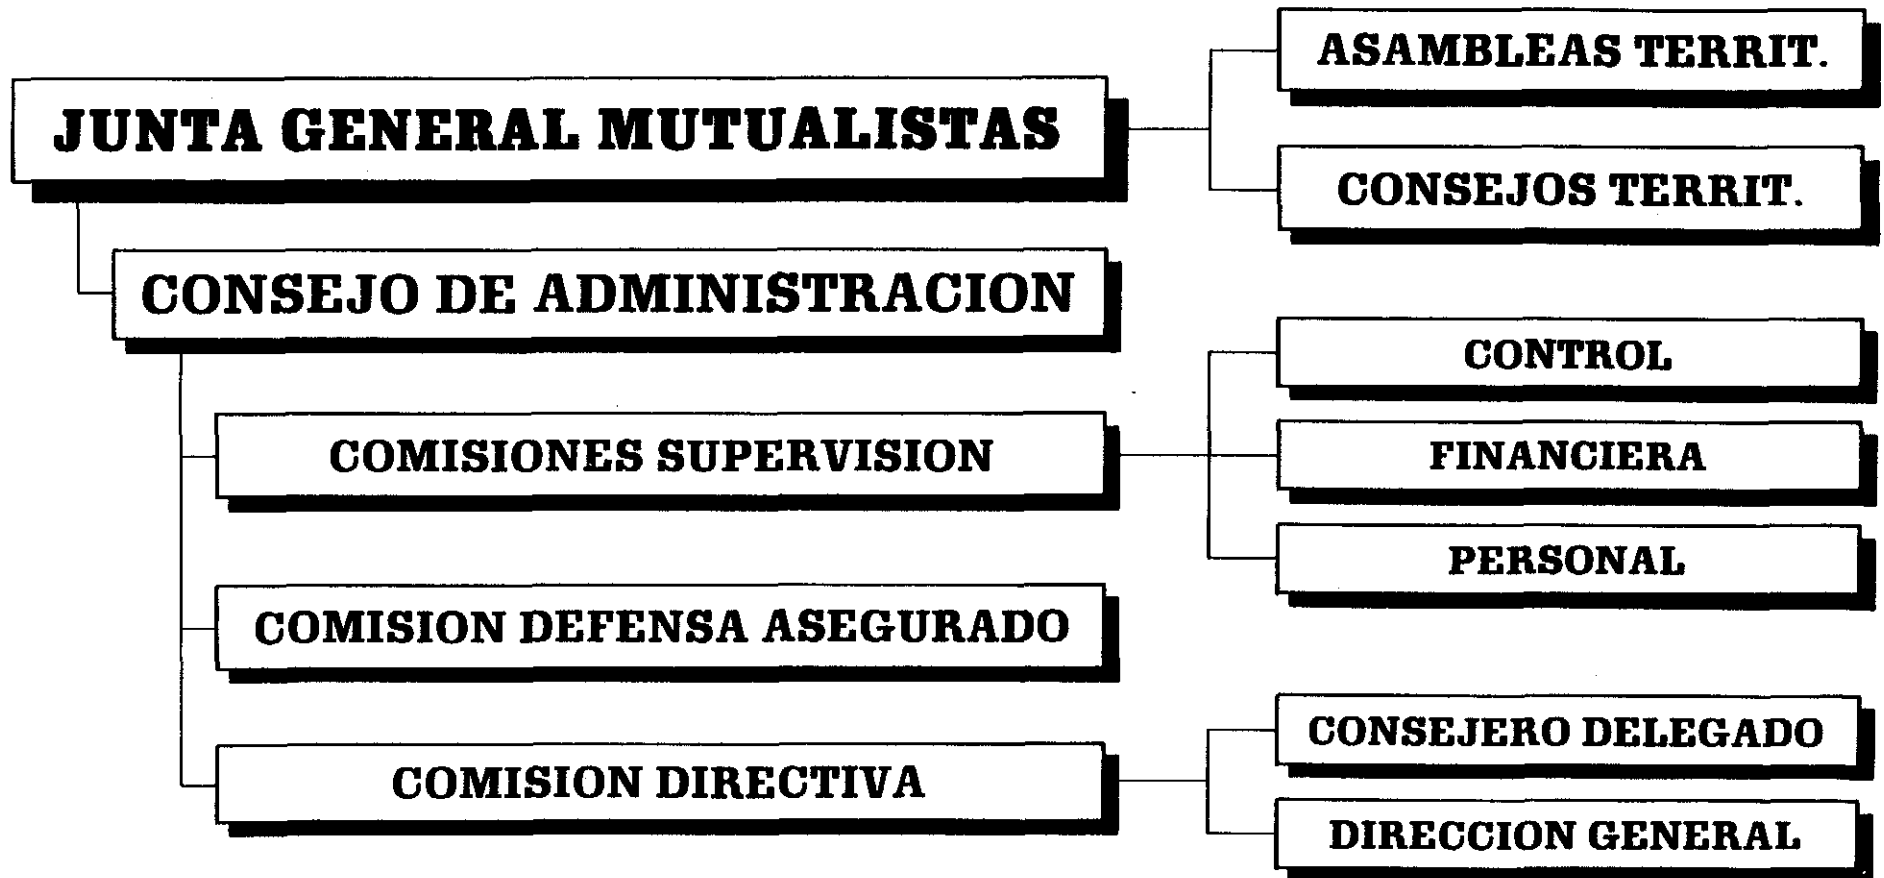 JUNTA GENERAL MUTUALISTAS
ASAMBLEAS TERRIT.
CONSEJOS TERRIT.
CONSEJO DE ADMINISTRACION
COMISIONES SUPERVISION
CONTROL
FINANCIERA
PERSONAL
COMISION DEFENSA ASEGURADO
COMISION DIRECTIVA
CONSEJERO DELEGADO
DIRECCION GENERAL